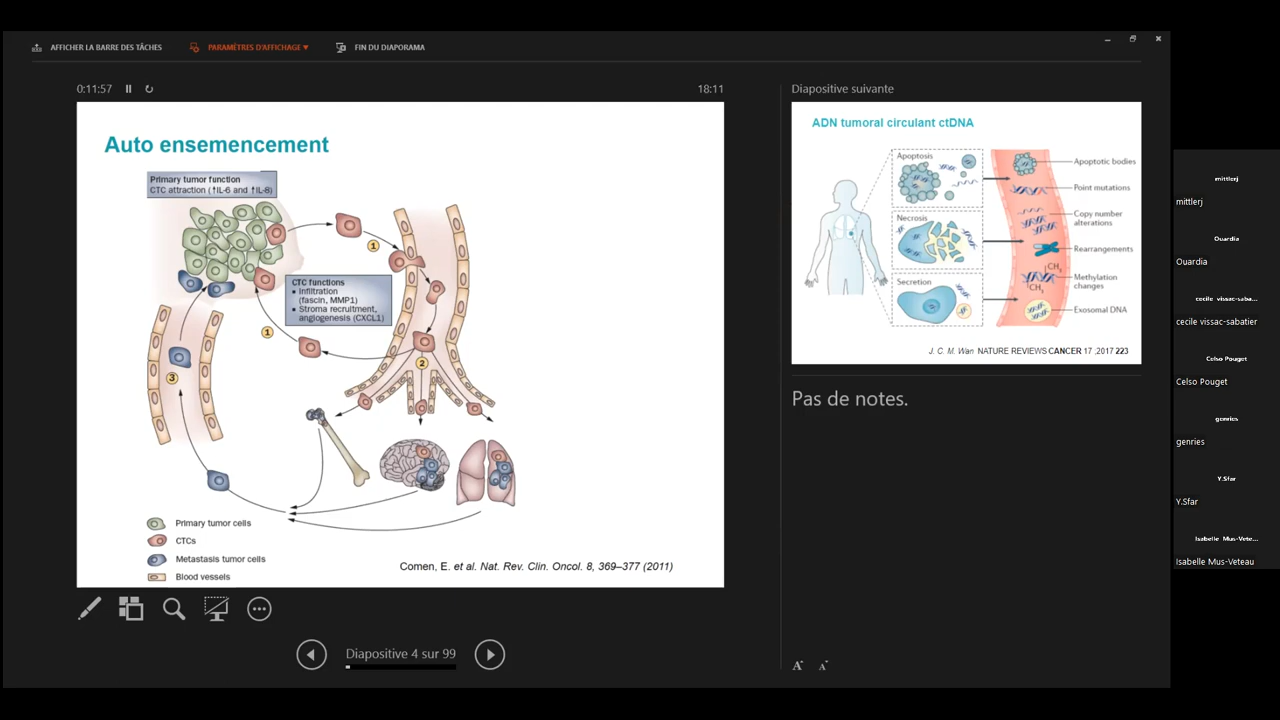 AFFICHER LA BARRE DES TÂCHES
PARAMÈTRES D'AFFICHAGE ▼
FIN DU DIAPORAMA
0:11:57
18:11
Auto ensemencement
Primary tumor function
CTC attraction (↑IL-6 and ↑IL-8)
1
CTC functions
▪ Infiltration
(fascin, MMP1)
▪ Stroma recruitment,
angiogenesis (CXCL1)
1
2
3
Primary tumor cells
CTCs
Metastasis tumor cells
Blood vessels
Comen, E. et al. Nat. Rev. Clin. Oncol. 8, 369–377 (2011)
Diapositive 4 sur 99
Diapositive suivante
ADN tumoral circulant ctDNA
Apoptosis
Necrosis
Secretion
Apoptotic bodies
Point mutations
Copy number
alterations
Rearrangements
CH3
Methylation
changes
CH3
Exosomal DNA
J. C. M. Wan NATURE REVIEWS CANCER 17 ;2017 223
Pas de notes.
A
A
mittlerj
mittlerj
Ouardia
Ouardia
cecile vissac-saba...
cecile vissac-sabatier
Celso Pouget
Celso Pouget
genries
genries
Y.Sfar
Y.Sfar
Isabelle Mus-Vete...
Isabelle Mus-Veteau